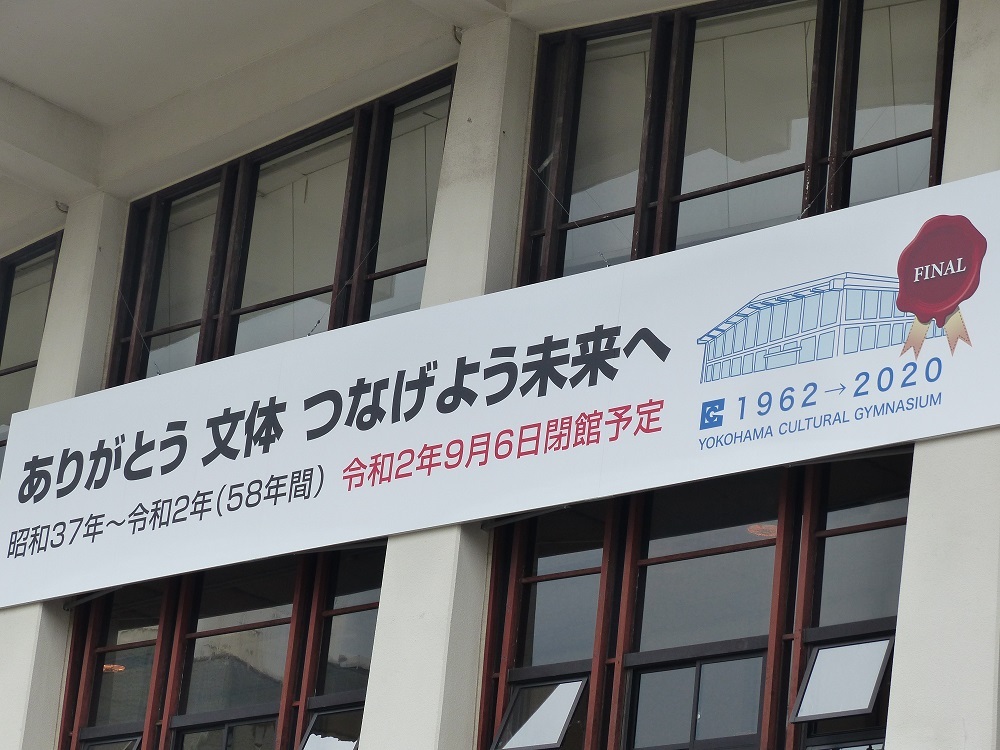 ありがとう 文体 つなげよう未来へ
昭和37年～令和2年(58年間) 令和2年9月6日閉館予定
FINAL
1962→2020
YOKOHAMA CULTURAL GYMNASIUM